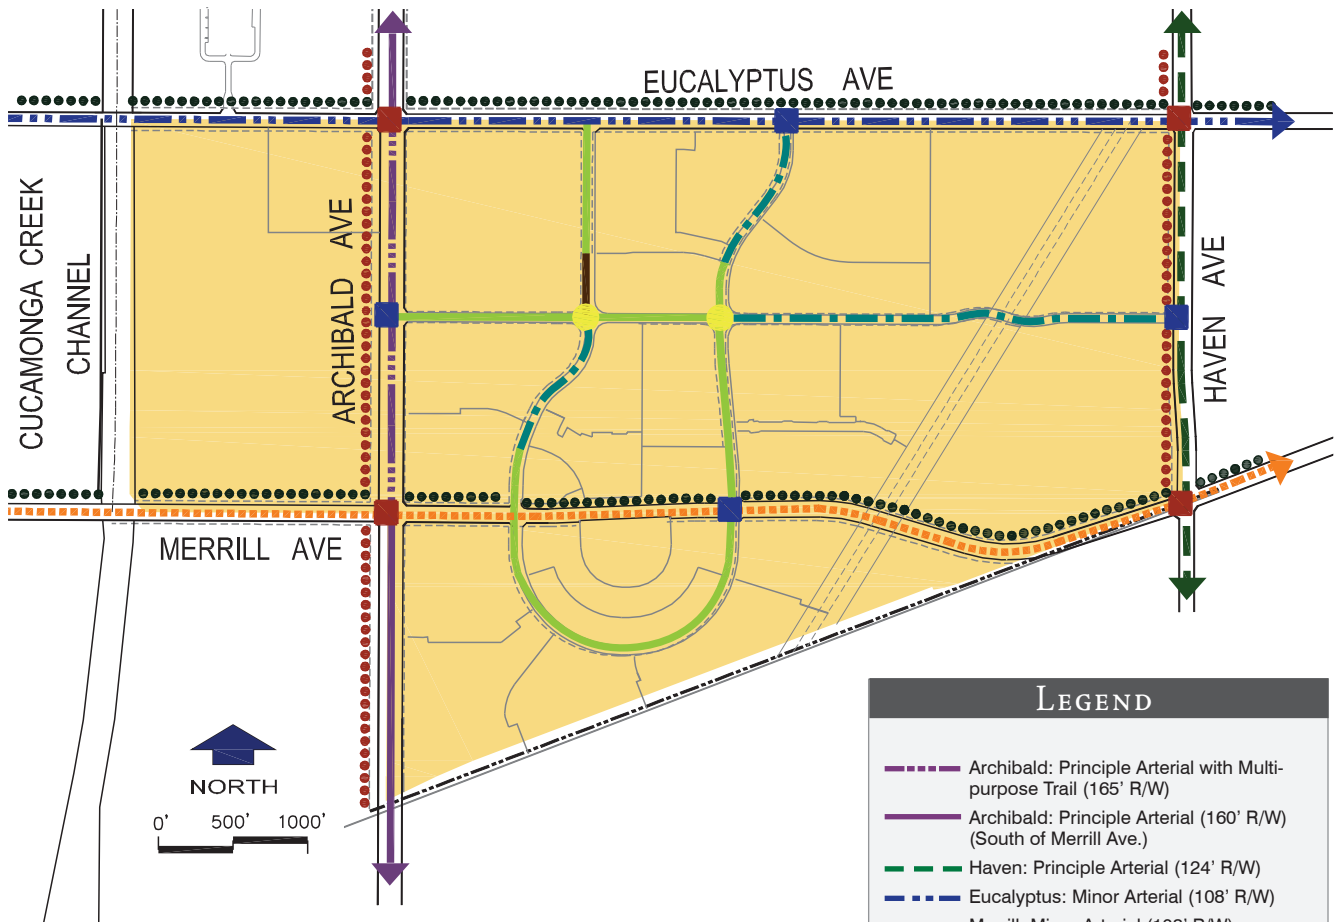 EUCALYPTUS AVE
CUCAMONGA CREEK
CHANNEL
ARCHIBALD AVE
HAVEN AVE
MERRILL AVE
NORTH
0' 500' 1000'
LEGEND
Archibald: Principle Arterial with Multi-
purpose Trail (165' R/W)
Archibald: Principle Arterial (160' R/W)
(South of Merrill Ave.)
Haven: Principle Arterial (124' R/W)
Eucalyptus: Minor Arterial (108' R/W)